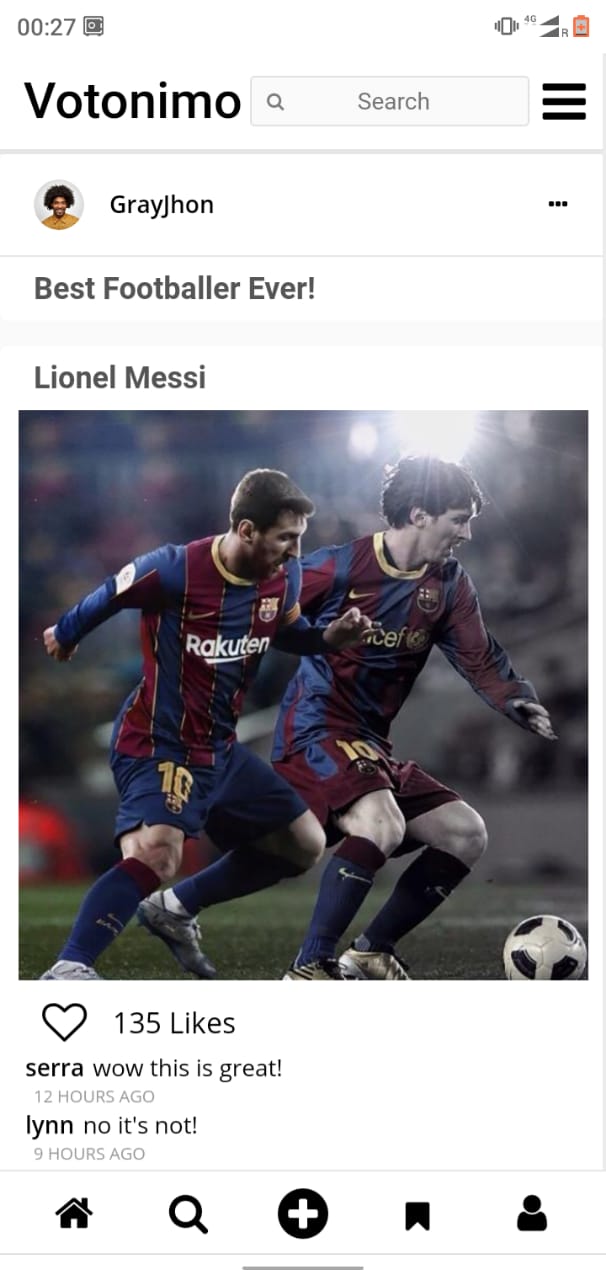 00:27
4G
R
Votonimo
Search
GrayJhon
Best Footballer Ever!
Lionel Messi
Rakuten
icef
10
10
135 Likes
serra wow this is great!
12 HOURS AGO
lynn no it's not!
9 HOURS AGO